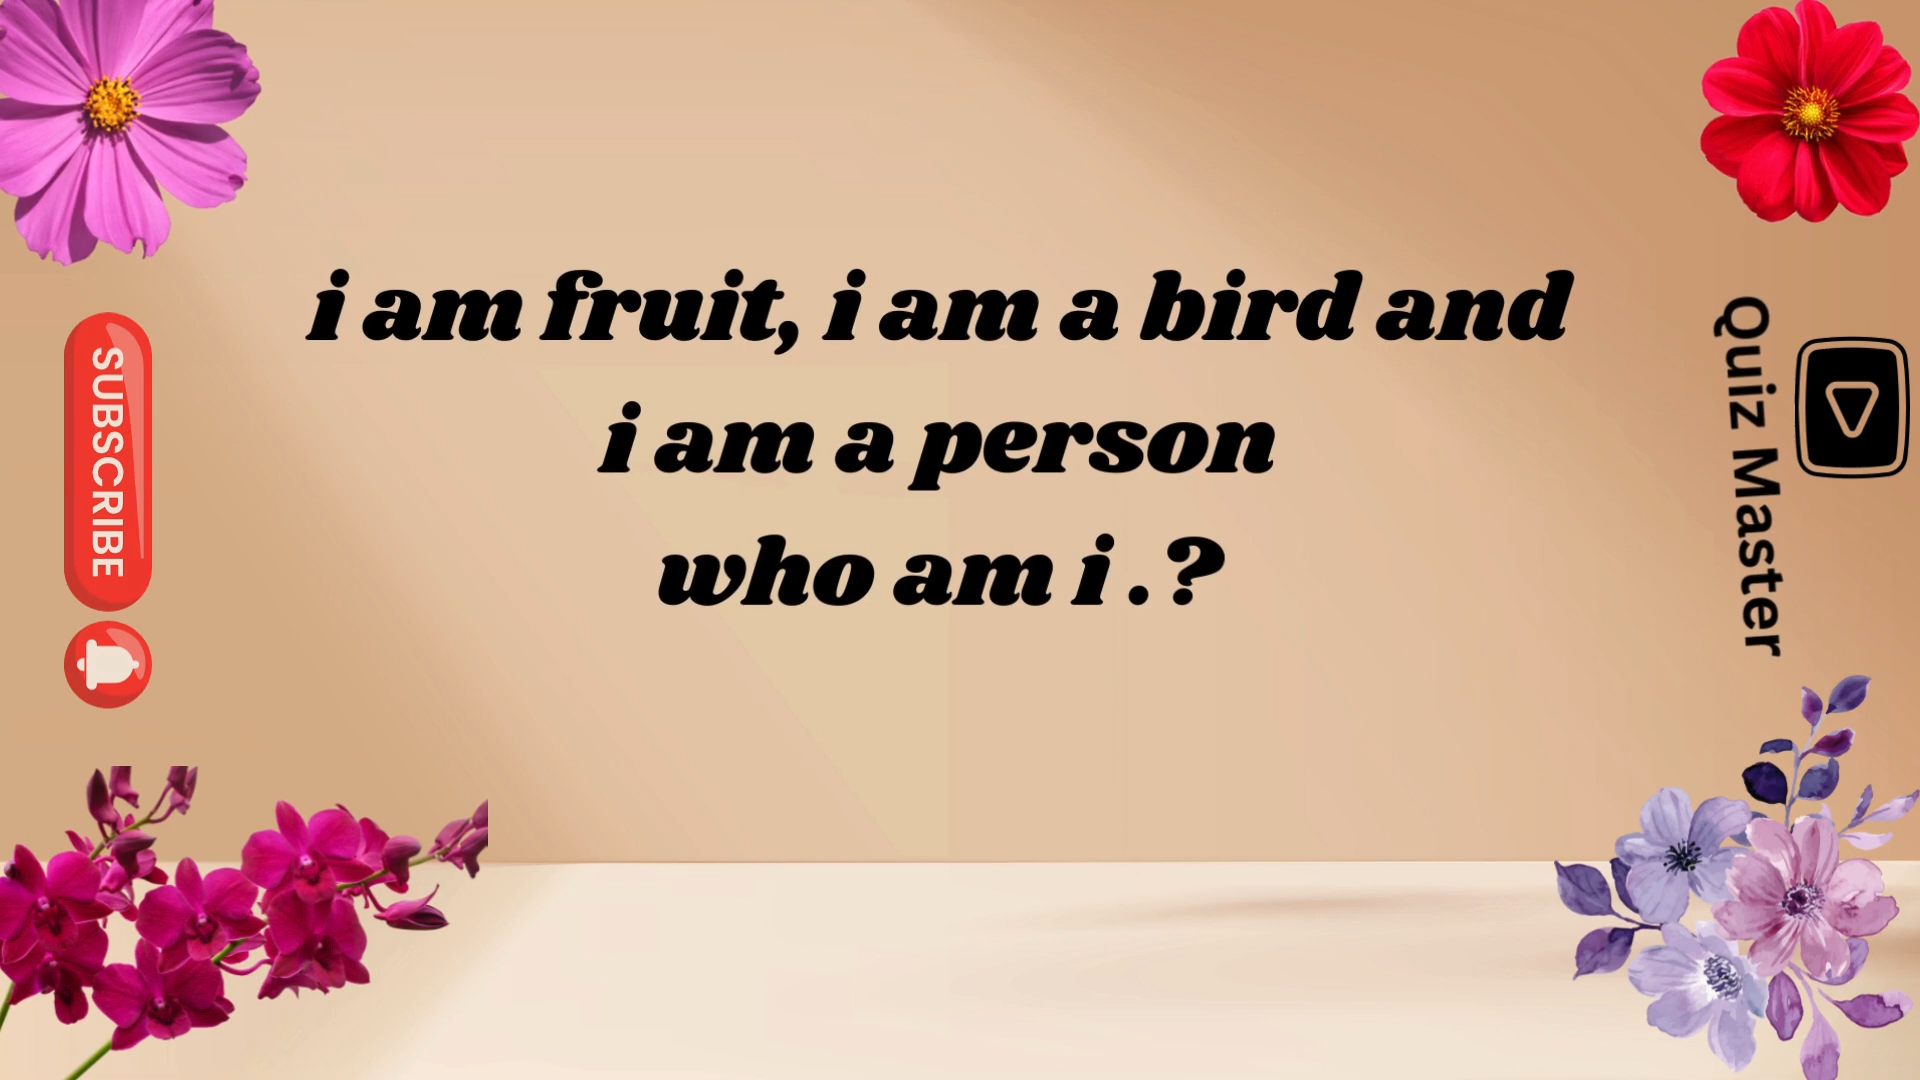 i am fruit, i am a bird and
i am a person
who am i .?
SUBSCRIBE
Quiz Master